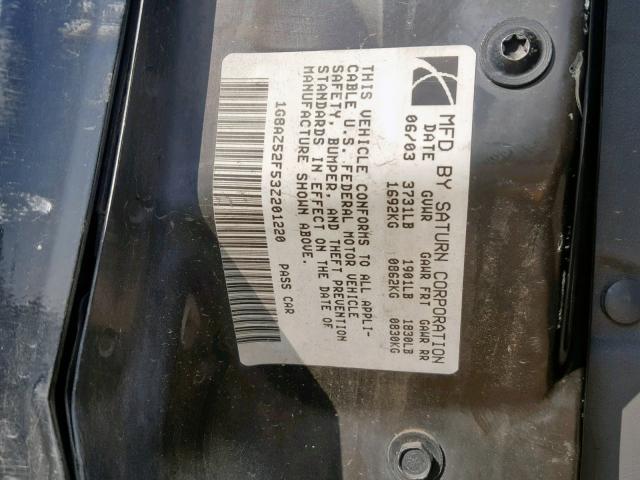 MFD BY SATURN CORPORATION
DATE GVWR GAWR FRT GAWR RR
06/03 3731LB 1901LB 1830LB
1692KG 0862KG 0830KG
THIS VEHICLE CONFORMS TO ALL APPLI-
CABLE U.S. FEDERAL MOTOR VEHICLE
SAFETY, BUMPER, AND THEFT PREVENTION
STANDARDS IN EFFECT ON THE DATE OF
MANUFACTURE SHOWN ABOVE.
1G8AZ52F53Z201220 PASS CAR